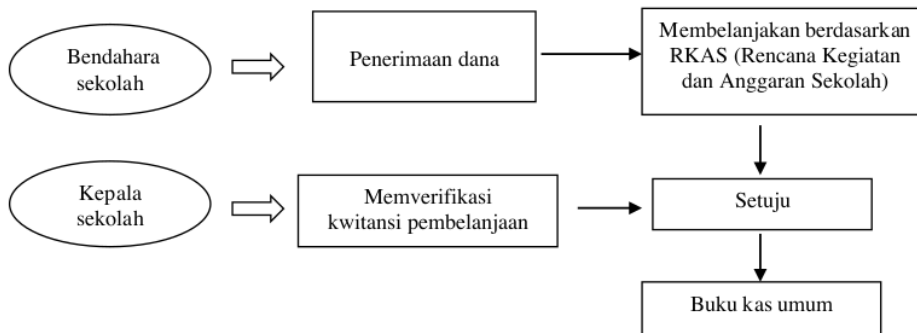 Bendahara
sekolah
Penerimaan dana
Membelanjakan berdasarkan
RKAS (Rencana Kegiatan
dan Anggaran Sekolah)
Kepala
sekolah
Memverifikasi
kwitansi pembelanjaan
Setuju
Buku kas umum